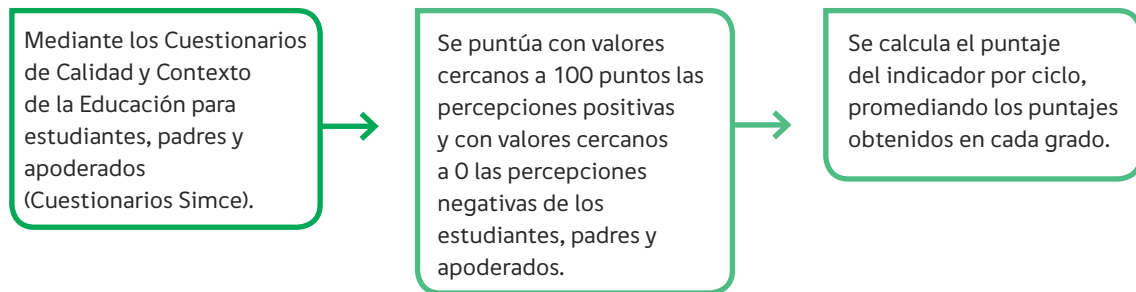 Mediante los Cuestionarios
de Calidad y Contexto
de la Educación para
estudiantes, padres y
apoderados
(Cuestionarios Simce).
Se puntúa con valores
cercanos a 100 puntos las
percepciones positivas
y con valores cercanos
a 0 las percepciones
negativas de los
estudiantes, padres y
apoderados.
Se calcula el puntaje
del indicador por ciclo,
promediando los puntajes
obtenidos en cada grado.